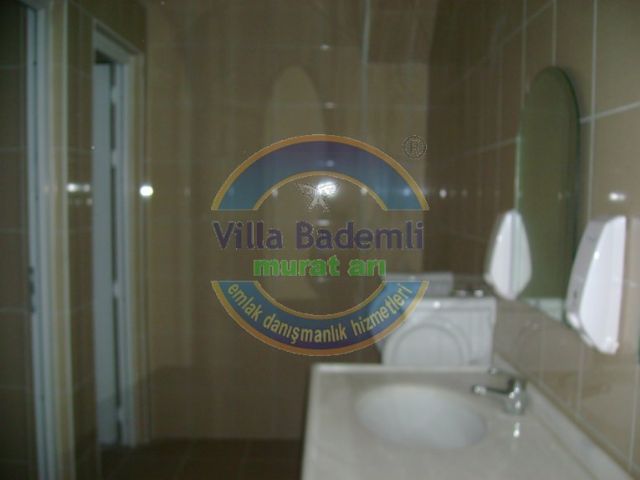 ®
Villa Bademli
murat arı
emlak danışmanlık hizmetleri